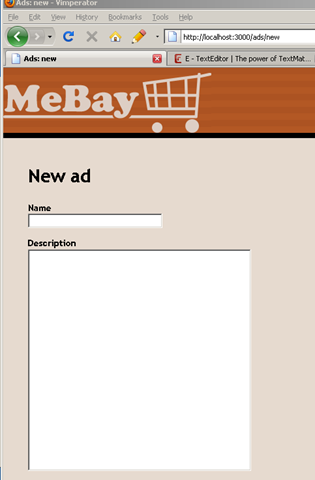 Ads: new - Vimperator
File Edit View History Bookmarks Tools Help
http://localhost:3000/ads/new
Ads: new
E - TextEditor | The power of TextMat...
MeBay
New ad
Name
Description